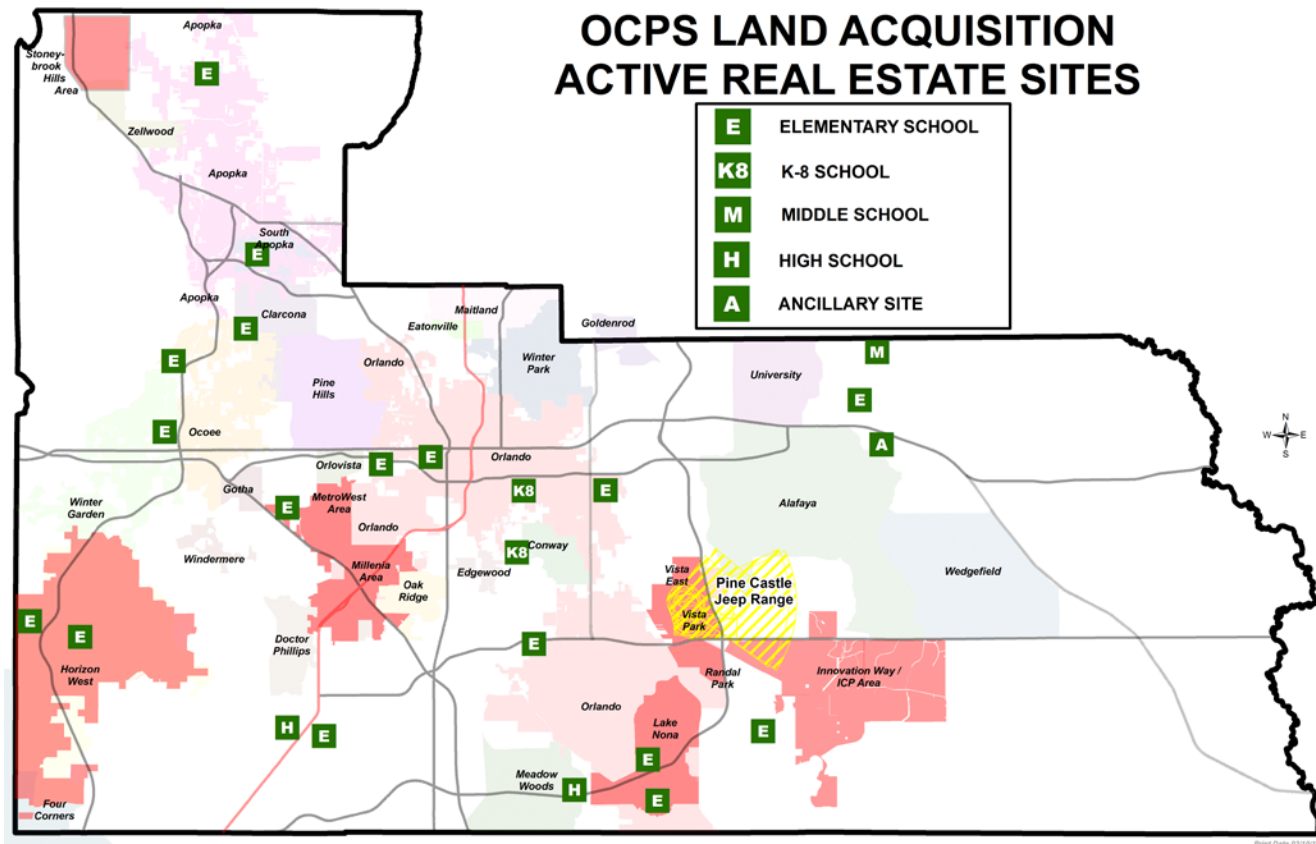 OCPS LAND ACQUISITION
ACTIVE REAL ESTATE SITES
E ELEMENTARY SCHOOL
K8 K-8 SCHOOL
M MIDDLE SCHOOL
H HIGH SCHOOL
A ANCILLARY SITE
Apopka
Stoney-
brook
Hills
Area
E
Zellwood
Apopka
South
Apopka
E
Apopka
Clarcona
E
Maitland
Eatonville
Goldenrod
E
Orlando
Winter
Park
Pine
Hills
University
M
E
E
Ocoee
A
N
W E
S
Orlovista
E
E
Orlando
Gotha
MetroWest
Area
E
K8
E
Alafaya
Winter
Garden
Orlando
Windermere
Millenia
Area
Oak
Ridge
Edgewood
K8
Conway
Vista
East
Pine Castle
Jeep Range
Wedgefield
Vista
Park
E
E
Horizon
West
Doctor
Phillips
E
Randal
Park
Innovation Way /
ICP Area
Orlando
Lake
Nona
H
E
E
E
Meadow
Woods
H
E
Four
Corners